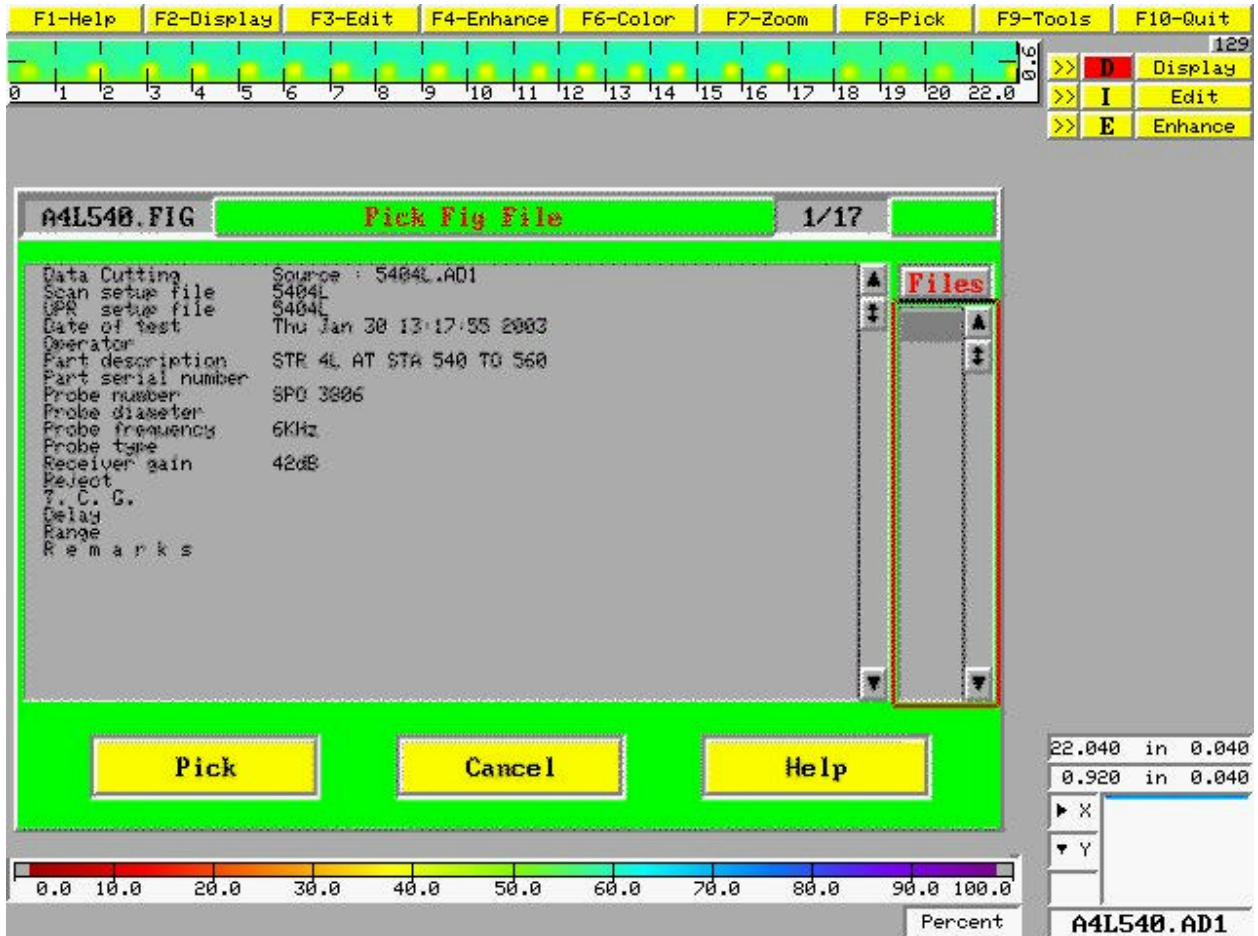 F1-Help F2-Display F3-Edit F4-Enhance F6-Color F7-Zoom F8-Pick F9-Tools F10-Quit
129
0.6
>> D Display
0 1 2 3 4 5 6 7 8 9 10 11 12 13 14 15 16 17 18 19 20 22.0
>> I Edit
>> E Enhance
A4L540.FIG Pick Fig File 1/17
Files
Data Cutting Source : 5404L.AD1
Scan setup file 5404L
UPR setup file 5404L
Date of test Thu Jan 30 13:17:55 2003
Operator
Part description STR 4L AT STA 540 TO 560
Part serial number
Probe number SPO 3806
Probe diameter
Probe frequency 6KHz
Probe type
Receiver gain 42dB
Reject
T. C. G.
Delay
Range
R e m a r k s
Pick Cancel Help
22.040 in 0.040
0.920 in 0.040
X
Y
0.0 10.0 20.0 30.0 40.0 50.0 60.0 70.0 80.0 90.0 100.0
Percent
A4L540.AD1